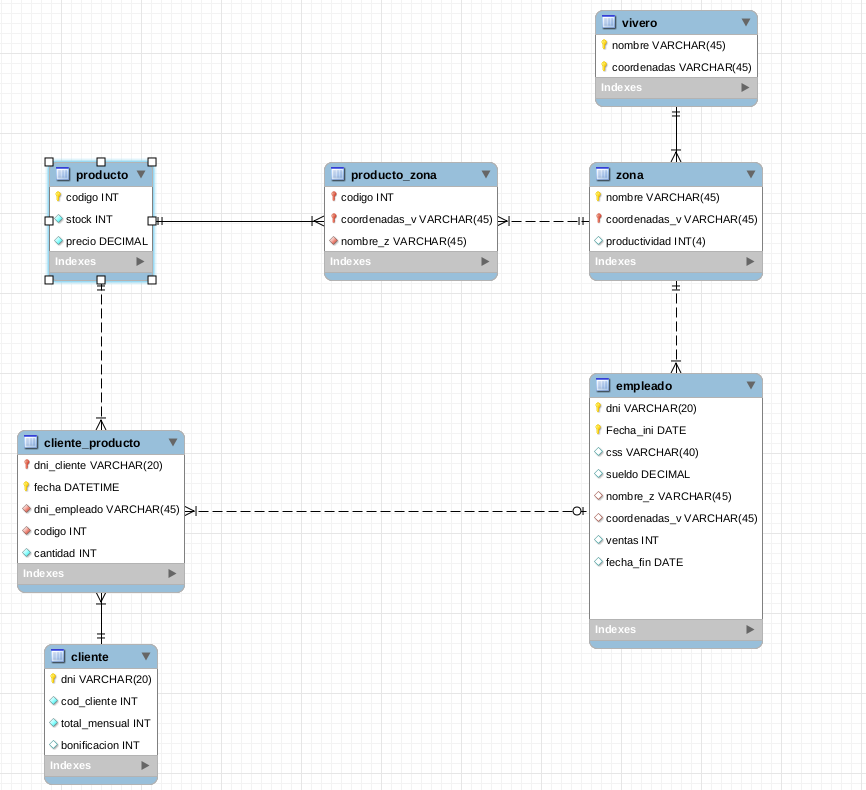 vivero
nombre VARCHAR(45)
coordenadas VARCHAR(45)
Indexes
producto
codigo INT
stock INT
precio DECIMAL
Indexes
producto_zona
codigo INT
coordenadas_v VARCHAR(45)
nombre_z VARCHAR(45)
Indexes
zona
nombre VARCHAR(45)
coordenadas_v VARCHAR(45)
productividad INT(4)
Indexes
empleado
dni VARCHAR(20)
Fecha_ini DATE
css VARCHAR(40)
sueldo DECIMAL
nombre_z VARCHAR(45)
coordenadas_v VARCHAR(45)
ventas INT
fecha_fin DATE
Indexes
cliente_producto
dni_cliente VARCHAR(20)
fecha DATETIME
dni_empleado VARCHAR(45)
codigo INT
cantidad INT
Indexes
cliente
dni VARCHAR(20)
cod_cliente INT
total_mensual INT
bonificacion INT
Indexes